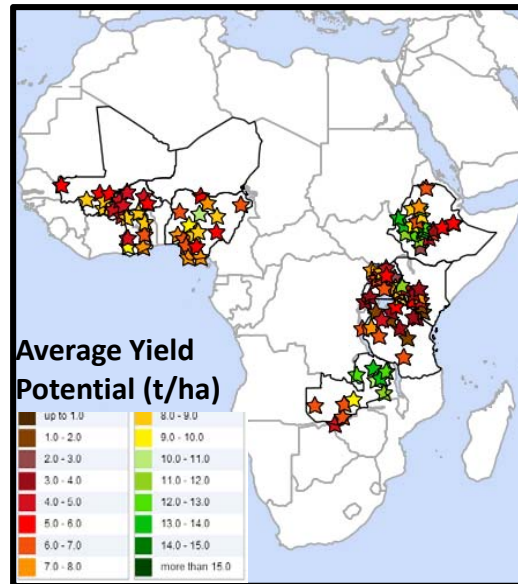 Average Yield
Potential (t/ha)
up to 1.0
1.0 - 2.0
2.0 - 3.0
3.0 - 4.0
4.0 - 5.0
5.0 - 6.0
6.0 - 7.0
7.0 - 8.0
8.0 - 9.0
9.0 - 10.0
10.0 - 11.0
11.0 - 12.0
12.0 - 13.0
13.0 - 14.0
14.0 - 15.0
more than 15.0